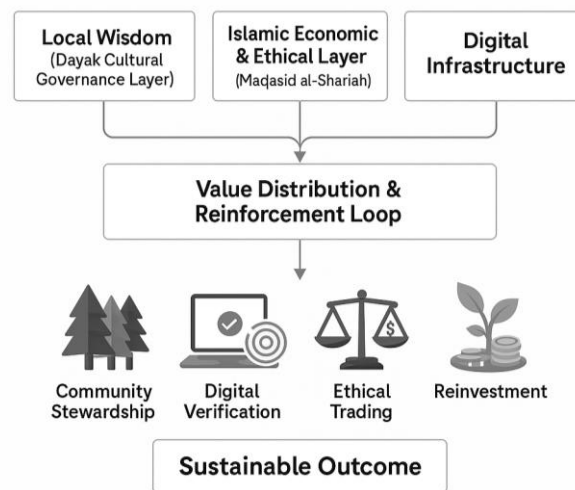 Local Wisdom
(Dayak Cultural
Governance Layer)
Islamic Economic
& Ethical Layer
(Maqasid al-Shariah)
Digital
Infrastructure
Value Distribution &
Reinforcement Loop
$
Community
Stewardship
Digital
Verification
Ethical
Trading
Reinvestment
Sustainable Outcome